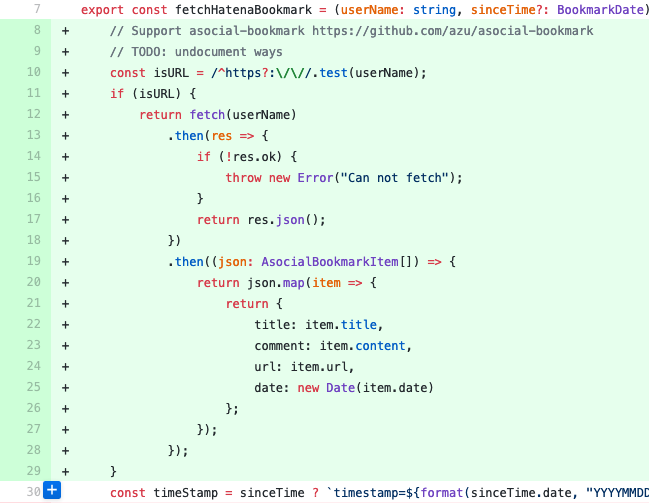 7 export const fetchHatenaBookmark = (userName: string, sinceTime?: BookmarkDate)
8 + // Support asocial-bookmark https://github.com/azu/asocial-bookmark
9 + // TODO: undocument ways
10 + const isURL = /^https?:\/\//.test(userName);
11 + if (isURL) {
12 + return fetch(userName)
13 + .then(res => {
14 + if (!res.ok) {
15 + throw new Error("Can not fetch");
16 + }
17 + return res.json();
18 + })
19 + .then((json: AsocialBookmarkItem[]) => {
20 + return json.map(item => {
21 + return {
22 + title: item.title,
23 + comment: item.content,
24 + url: item.url,
25 + date: new Date(item.date)
26 + };
27 + });
28 + });
29 + }
30 + const timeStamp = sinceTime ? `timestamp=${format(sinceTime.date, "YYYYMMDD